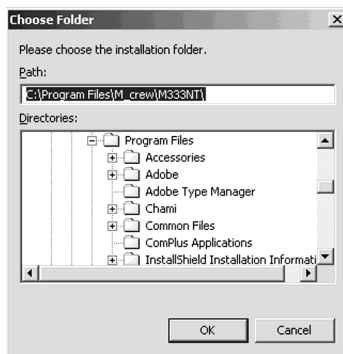 Choose Folder
Please choose the installation folder.
Path:
C:\Program Files\M_crew\M333NT\
Directories:
Program Files
Accessories
Adobe
Adobe Type Manager
Chami
Common Files
ComPlus Applications
InstallShield Installation Informati
OK
Cancel